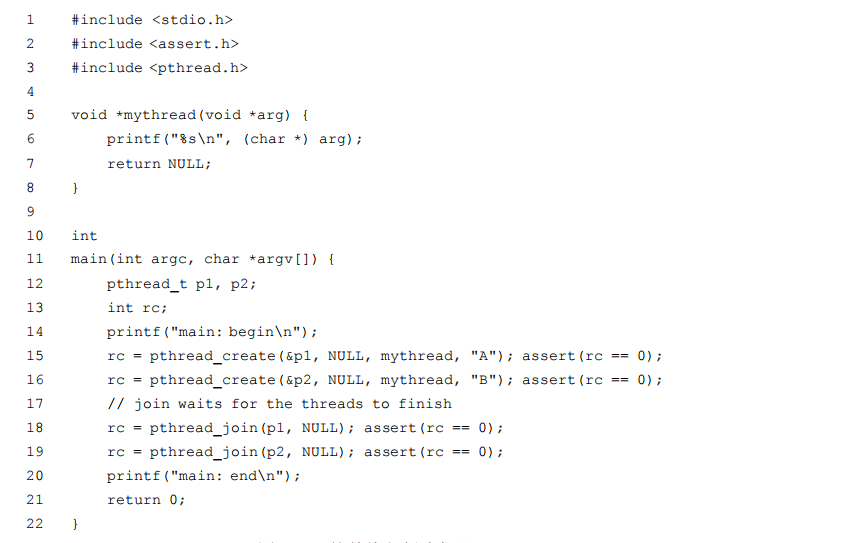 1 #include <stdio.h>
2 #include <assert.h>
3 #include <pthread.h>
4
5 void *mythread(void *arg) {
6     printf("%s\n", (char *) arg);
7     return NULL;
8 }
9
10 int
11 main(int argc, char *argv[]) {
12     pthread_t p1, p2;
13     int rc;
14     printf("main: begin\n");
15     rc = pthread_create(&p1, NULL, mythread, "A"); assert(rc == 0);
16     rc = pthread_create(&p2, NULL, mythread, "B"); assert(rc == 0);
17     // join waits for the threads to finish
18     rc = pthread_join(p1, NULL); assert(rc == 0);
19     rc = pthread_join(p2, NULL); assert(rc == 0);
20     printf("main: end\n");
21     return 0;
22 }